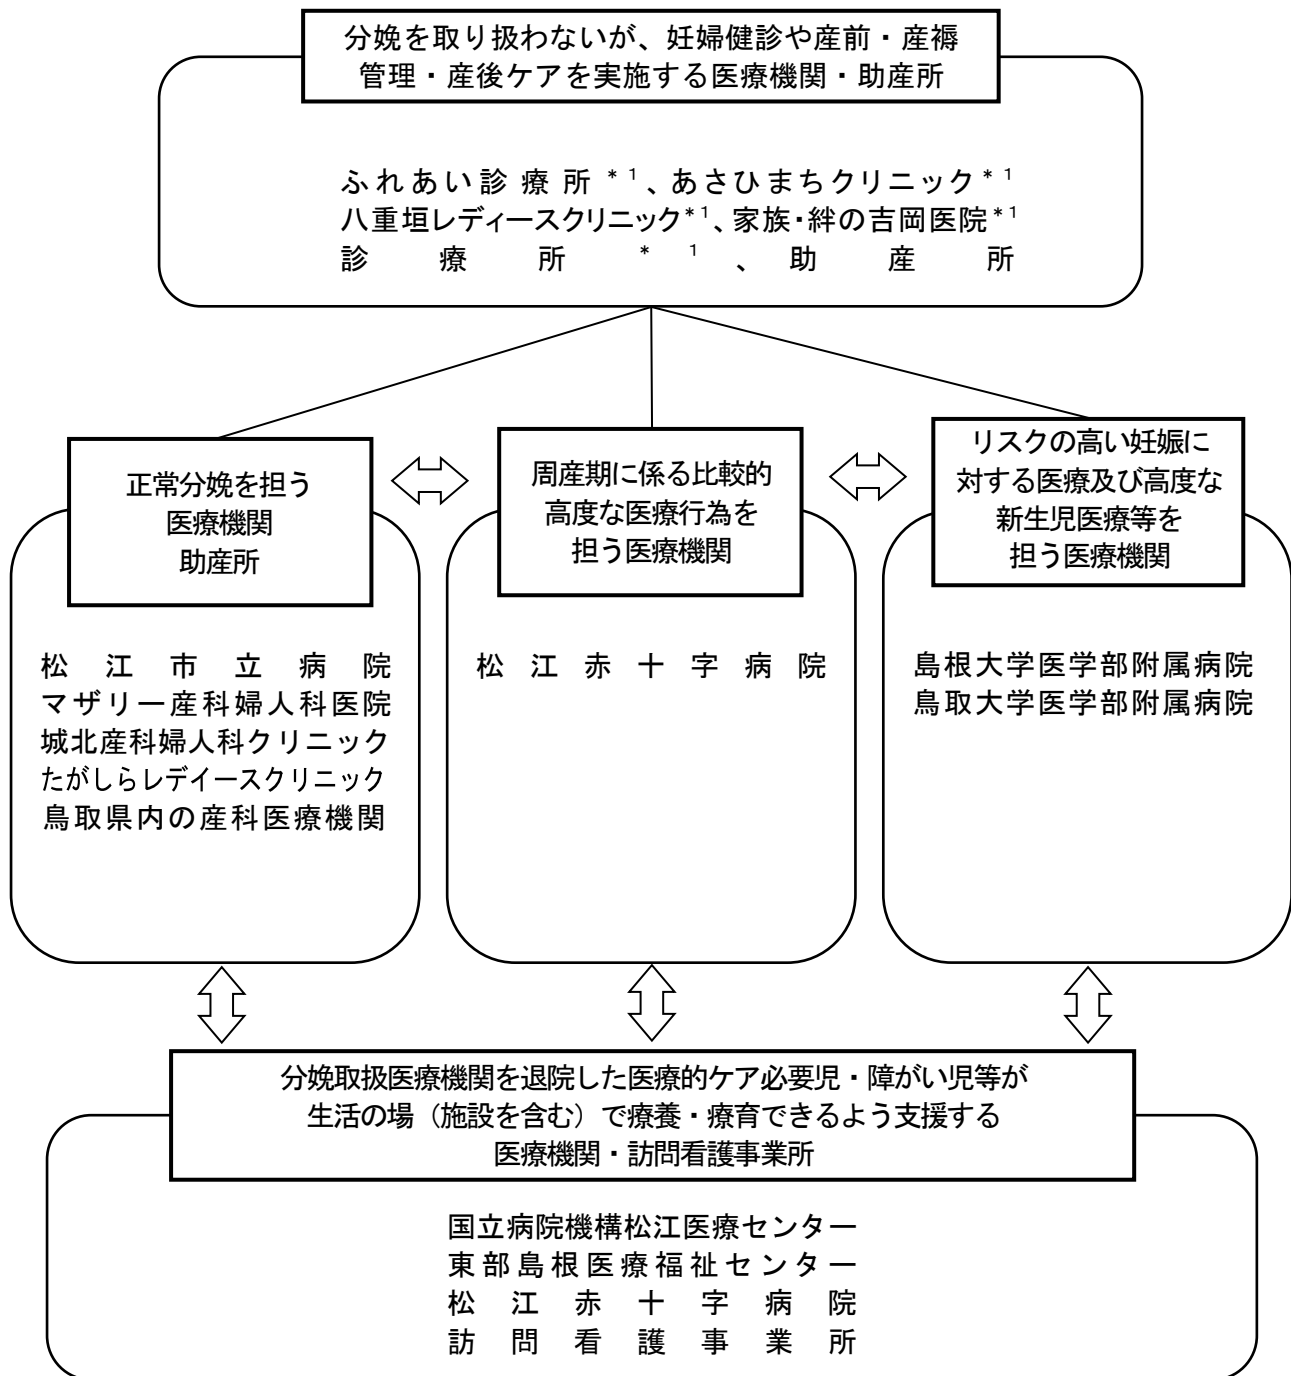 分娩を取り扱わないが、妊婦健診や産前・産褥
管理・産後ケアを実施する医療機関・助産所
ふれあい診療所*1、あさひまちクリニック*1
八重垣レディースクリニック*1、家族・絆の吉岡医院*1
診療所*1、助産所
正常分娩を担う
医療機関
助産所
松江市立病院
マザリー産科婦人科医院
城北産科婦人科クリニック
たがしらレデイースクリニック
鳥取県内の産科医療機関
周産期に係る比較的
高度な医療行為を
担う医療機関
松江赤十字病院
リスクの高い妊娠に
対する医療及び高度な
新生児医療等を
担う医療機関
島根大学医学部附属病院
鳥取大学医学部附属病院
分娩取扱医療機関を退院した医療的ケア必要児・障がい児等が
生活の場（施設を含む）で療養・療育できるよう支援する
医療機関・訪問看護事業所
国立病院機構松江医療センター
東部島根医療福祉センター
松江赤十字病院
訪問看護事業所